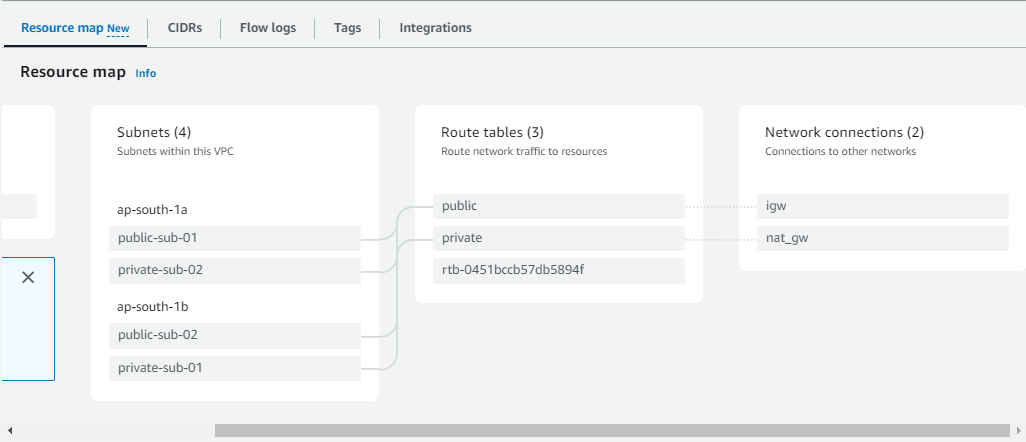 Resource map New
CIDRs
Flow logs
Tags
Integrations
Resource map Info
Subnets (4)
Subnets within this VPC
ap-south-1a
public-sub-01
private-sub-02
ap-south-1b
public-sub-02
private-sub-01
Route tables (3)
Route network traffic to resources
public
private
rtb-0451bccb57db5894f
Network connections (2)
Connections to other networks
igw
nat_gw